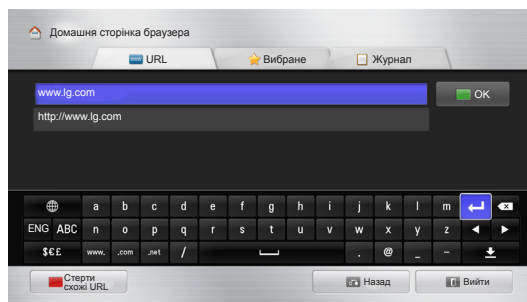 Домашня сторінка браузера
URL
Вибране
Журнал
www.lg.com
OK
http://www.lg.com
a b c d e f g h i j k l m
ENG ABC n o p q r s t u v w x y z
$€£ www. .com .net / . @ _ -
Стерти
схожі URL
Назад
Вийти